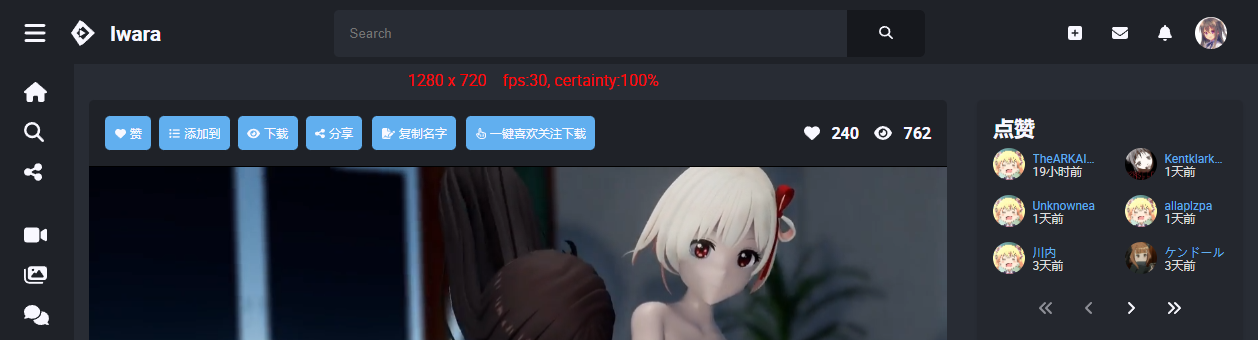 Iwara
Search
1280 x 720 fps:30, certainty:100%
赞 添加到 下载 分享 复制名字 一键喜欢关注下载
240 762
点赞
TheARKAI... Kentklark...
19小时前 1天前
Unknownea allaplzpa
1天前 1天前
川内 ケンドール
3天前 3天前